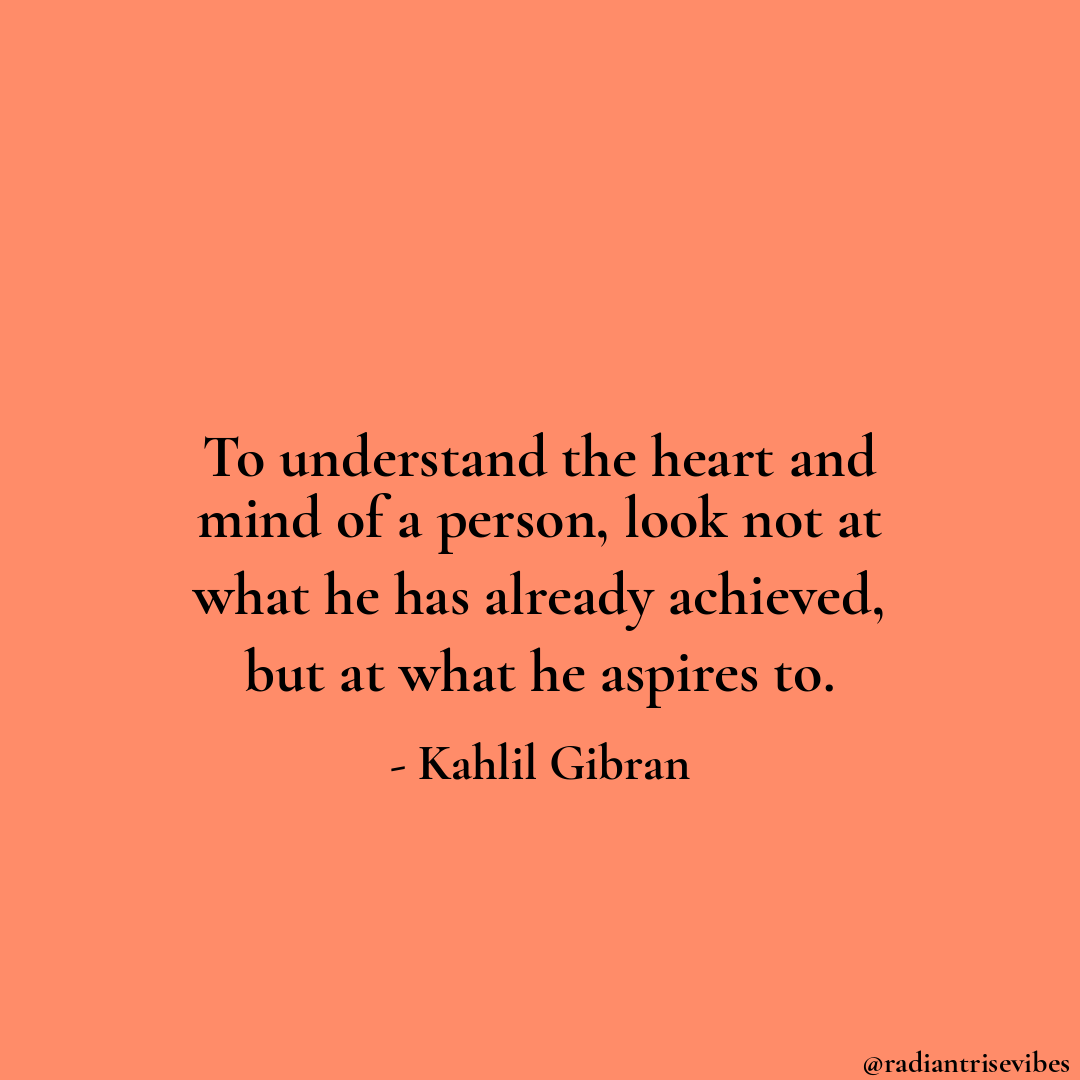 To understand the heart and
mind of a person, look not at
what he has already achieved,
but at what he aspires to.
- Kahlil Gibran
@radiantrisevibes